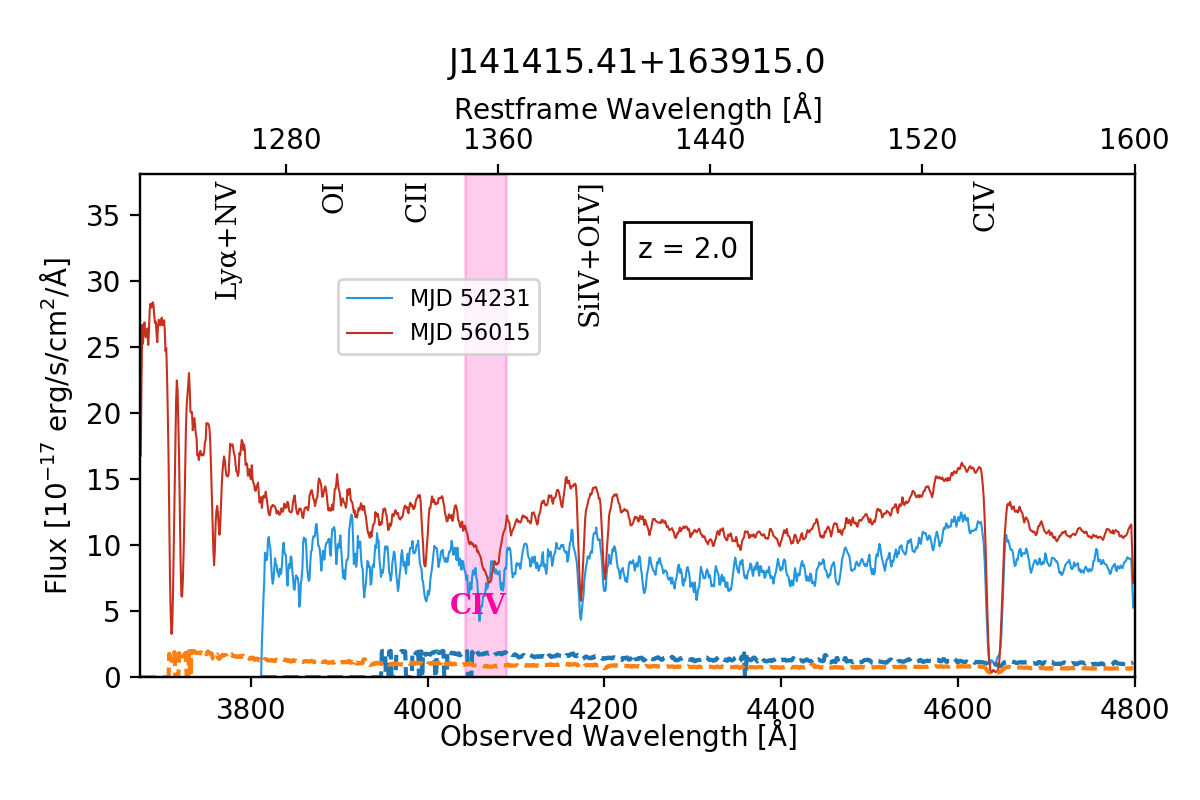 J141415.41+163915.0
Restframe Wavelength [Å]
1280 1360 1440 1520 1600
Lyα+NV
OI
CII
SiIV+OIV]
CIV
z = 2.0
MJD 54231
MJD 56015
CIV
35
30
25
20
15
10
5
0
Flux [10⁻¹⁷ erg/s/cm²/Å]
3800 4000 4200 4400 4600 4800
Observed Wavelength [Å]